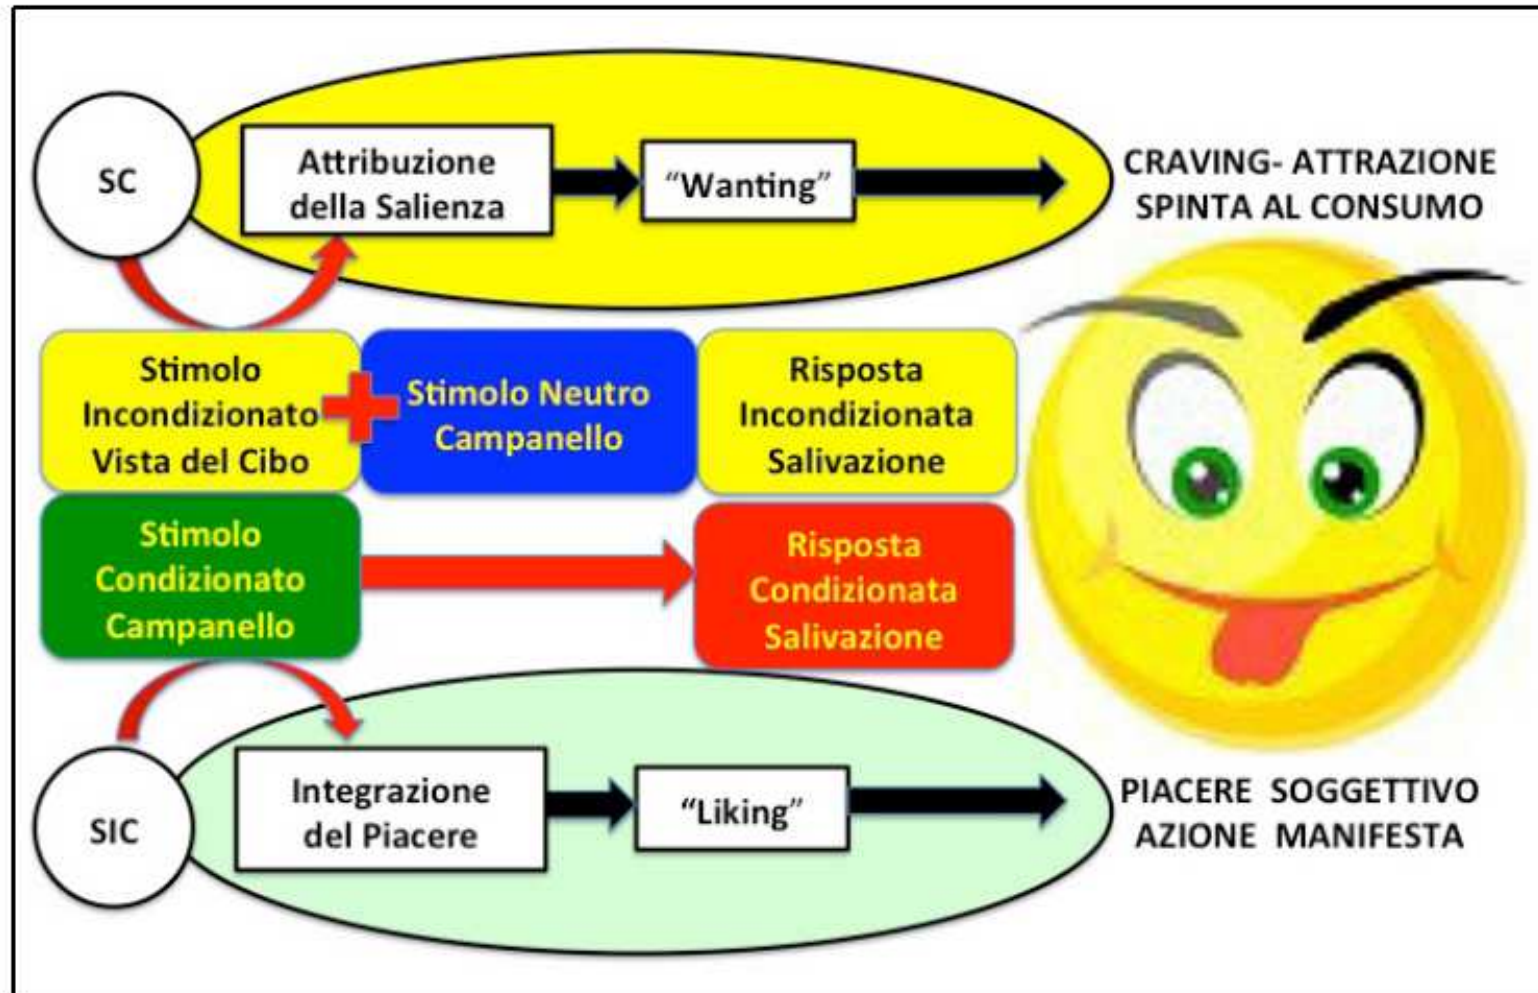 SC
Attribuzione
della Salienza
“Wanting”
CRAVING- ATTRAZIONE
SPINTA AL CONSUMO
Stimolo
Incondizionato
Vista del Cibo
Stimolo Neutro
Campanello
Risposta
Incondizionata
Salivazione
Stimolo
Condizionato
Campanello
Risposta
Condizionata
Salivazione
SIC
Integrazione
del Piacere
“Liking”
PIACERE SOGGETTIVO
AZIONE MANIFESTA